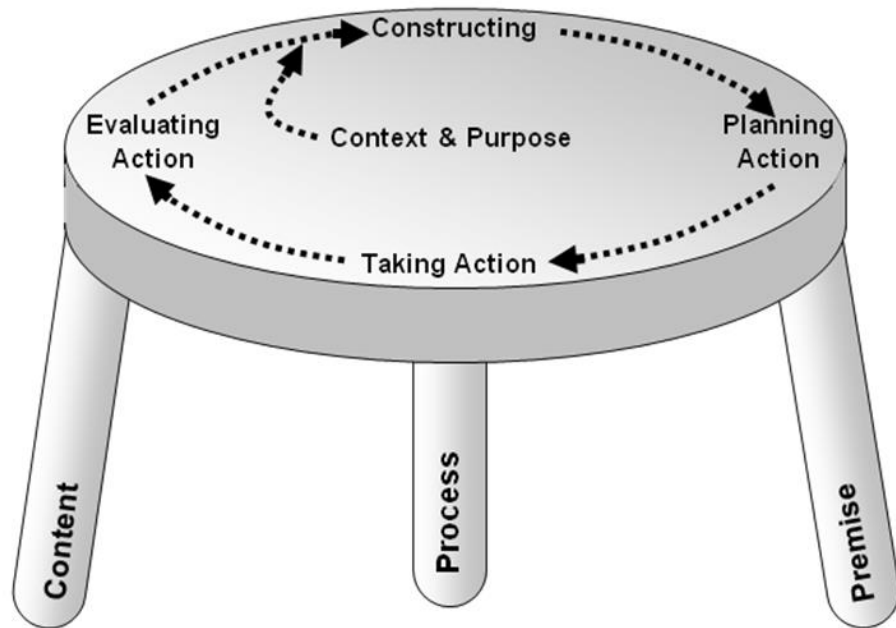 Constructing
Evaluating
Action
Context & Purpose
Planning
Action
Taking Action
Content
Process
Premise